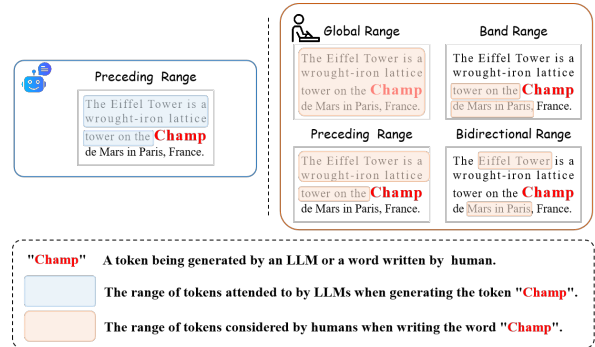 Preceding Range
The Eiffel Tower is a
wrought-iron lattice
tower on the Champ
de Mars in Paris, France.
Global Range
The Eiffel Tower is a
wrought-iron lattice
tower on the Champ
de Mars in Paris, France.
Band Range
The Eiffel Tower is a
wrought-iron lattice
tower on the Champ
de Mars in Paris, France.
Preceding Range
The Eiffel Tower is a
wrought-iron lattice
tower on the Champ
de Mars in Paris, France.
Bidirectional Range
The Eiffel Tower is a
wrought-iron lattice
tower on the Champ
de Mars in Paris, France.
"Champ" A token being generated by an LLM or a word written by human.
The range of tokens attended to by LLMs when generating the token "Champ".
The range of tokens considered by humans when writing the word "Champ".